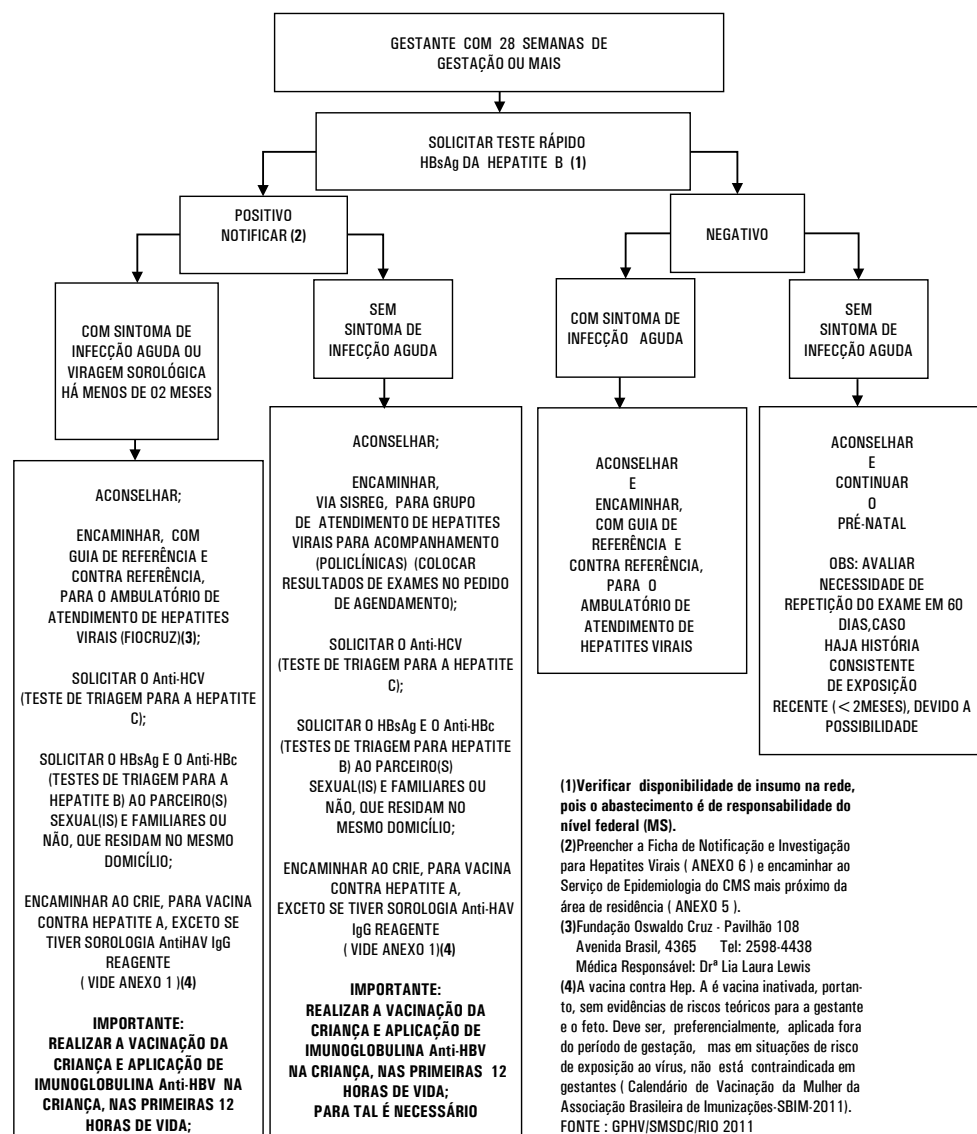 GESTANTE COM 28 SEMANAS DE
GESTAÇÃO OU MAIS
SOLICITAR TESTE RÁPIDO
HBsAg DA HEPATITE B (1)
POSITIVO
NOTIFICAR (2)
NEGATIVO
COM SINTOMA DE
INFECÇÃO AGUDA OU
VIRAGEM SOROLÓGICA
HÁ MENOS DE 02 MESES
SEM
SINTOMA DE
INFECÇÃO AGUDA
COM SINTOMA DE
INFECÇÃO AGUDA
SEM
SINTOMA DE
INFECÇÃO AGUDA
ACONSELHAR;
ENCAMINHAR, COM
GUIA DE REFERÊNCIA E
CONTRA REFERÊNCIA,
PARA O AMBULATÓRIO DE
ATENDIMENTO DE HEPATITES
VIRAIS (FIOCRUZ)(3);
SOLICITAR O Anti-HCV
(TESTE DE TRIAGEM PARA A HEPATITE
C);
SOLICITAR O HBsAg E O Anti-HBc
(TESTES DE TRIAGEM PARA A
HEPATITE B) AO PARCEIRO(S)
SEXUAL(IS) E FAMILIARES OU
NÃO, QUE RESIDAM NO MESMO
DOMICÍLIO;
ENCAMINHAR AO CRIE, PARA VACINA
CONTRA HEPATITE A, EXCETO SE
TIVER SOROLOGIA AntiHAV IgG
REAGENTE
( VIDE ANEXO 1 )(4)
IMPORTANTE:
REALIZAR A VACINAÇÃO DA
CRIANÇA E APLICAÇÃO DE
IMUNOGLOBULINA Anti-HBV NA
CRIANÇA, NAS PRIMEIRAS 12
HORAS DE VIDA;
ACONSELHAR;
ENCAMINHAR,
VIA SISREG, PARA GRUPO
DE ATENDIMENTO DE HEPATITES
VIRAIS PARA ACOMPANHAMENTO
(POLICLÍNICAS) (COLOCAR
RESULTADOS DE EXAMES NO PEDIDO
DE AGENDAMENTO);
SOLICITAR O Anti-HCV
(TESTE DE TRIAGEM PARA A HEPATITE
C);
SOLICITAR O HBsAg E O Anti-HBc
(TESTES DE TRIAGEM PARA HEPATITE
B) AO PARCEIRO(S)
SEXUAL(IS) E FAMILIARES OU
NÃO, QUE RESIDAM NO
MESMO DOMICÍLIO;
ENCAMINHAR AO CRIE, PARA VACINA
CONTRA HEPATITE A,
EXCETO SE TIVER SOROLOGIA Anti-HAV
IgG REAGENTE
( VIDE ANEXO 1)(4)
IMPORTANTE:
REALIZAR A VACINAÇÃO DA
CRIANÇA E APLICAÇÃO DE
IMUNOGLOBULINA Anti-HBV
NA CRIANÇA, NAS PRIMEIRAS 12
HORAS DE VIDA;
PARA TAL É NECESSÁRIO
ACONSELHAR
E
ENCAMINHAR,
COM GUIA DE
REFERÊNCIA E
CONTRA REFERÊNCIA,
PARA O
AMBULATÓRIO DE
ATENDIMENTO DE
HEPATITES VIRAIS
ACONSELHAR
E
CONTINUAR
O
PRÉ-NATAL
OBS: AVALIAR
NECESSIDADE DE
REPETIÇÃO DO EXAME EM 60
DIAS,CASO
HAJA HISTÓRIA
CONSISTENTE
DE EXPOSIÇÃO
RECENTE (<2MESES), DEVIDO A
POSSIBILIDADE
(1)Verificar disponibilidade de insumo na rede,
pois o abastecimento é de responsabilidade do
nível federal (MS).
(2)Preencher a Ficha de Notificação e Investigação
para Hepatites Virais ( ANEXO 6 ) e encaminhar ao
Serviço de Epidemiologia do CMS mais próximo da
área de residência ( ANEXO 5 ).
(3)Fundação Oswaldo Cruz - Pavilhão 108
Avenida Brasil, 4365 Tel: 2598-4438
Médica Responsável: Drª Lia Laura Lewis
(4)A vacina contra Hep. A é vacina inativada, portan-
to, sem evidências de riscos teóricos para a gestante
e o feto. Deve ser, preferencialmente, aplicada fora
do período de gestação, mas em situações de risco
de exposição ao vírus, não está contraindicada em
gestantes ( Calendário de Vacinação da Mulher da
Associação Brasileira de Imunizações-SBIM-2011).
FONTE : GPHV/SMSDC/RIO 2011